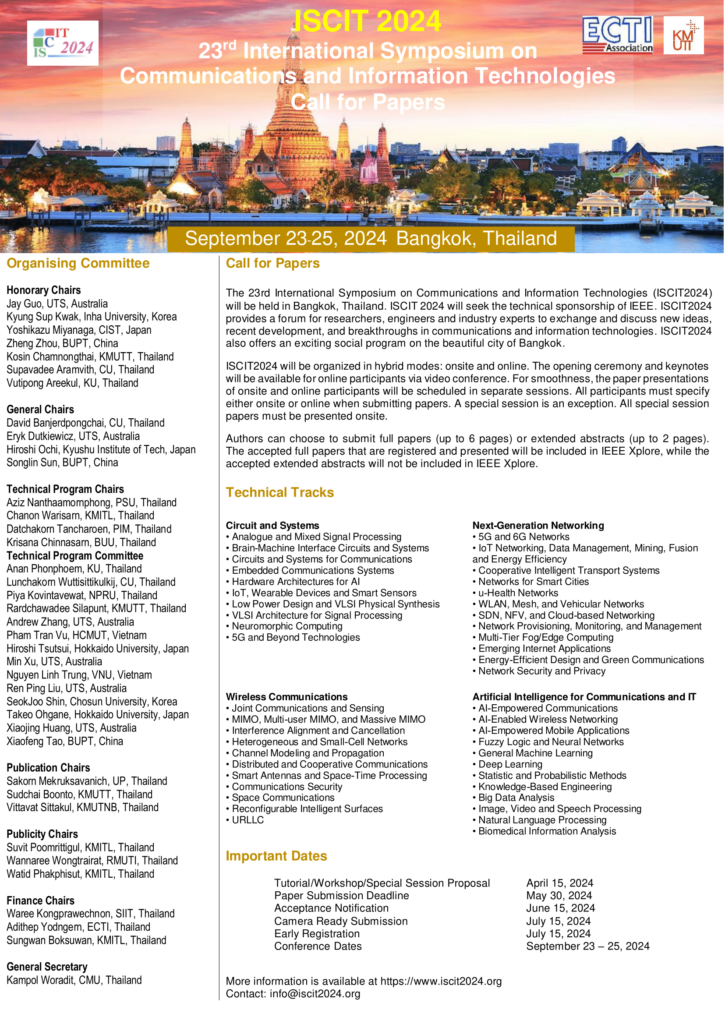 ISCIT 2024
23rd International Symposium on
Communications and Information Technologies
Call for Papers
IT
C
IS 2024
ECTI
Association
KM
UTT
September 23-25, 2024 Bangkok, Thailand
Organising Committee
Honorary Chairs
Jay Guo, UTS, Australia
Kyung Sup Kwak, Inha University, Korea
Yoshikazu Miyanaga, CIST, Japan
Zheng Zhou, BUPT, China
Kosin Chamnongthai, KMUTT, Thailand
Supavadee Aramvith, CU, Thailand
Vutipong Areekul, KU, Thailand
General Chairs
David Banjerdpongchai, CU, Thailand
Eryk Dutkiewicz, UTS, Australia
Hiroshi Ochi, Kyushu Institute of Tech, Japan
Songlin Sun, BUPT, China
Technical Program Chairs
Aziz Nanthaamornphong, PSU, Thailand
Chanon Warisarn, KMITL, Thailand
Datchakorn Tancharoen, PIM, Thailand
Krisana Chinnasarn, BUU, Thailand
Technical Program Committee
Anan Phonphoem, KU, Thailand
Lunchakorn Wuttisittikulkij, CU, Thailand
Piya Kovintavewat, NPRU, Thailand
Rardchawadee Silapunt, KMUTT, Thailand
Andrew Zhang, UTS, Australia
Pham Tran Vu, HCMUT, Vietnam
Hiroshi Tsutsui, Hokkaido University, Japan
Min Xu, UTS, Australia
Nguyen Linh Trung, VNU, Vietnam
Ren Ping Liu, UTS, Australia
SeokJoo Shin, Chosun University, Korea
Takeo Ohgane, Hokkaido University, Japan
Xiaojing Huang, UTS, Australia
Xiaofeng Tao, BUPT, China
Publication Chairs
Sakorn Mekruksavanich, UP, Thailand
Sudchai Boonto, KMUTT, Thailand
Vittavat Sittakul, KMUTNB, Thailand
Publicity Chairs
Suvit Poomrittigul, KMITL, Thailand
Wannaree Wongtrairat, RMUTI, Thailand
Watid Phakphisut, KMITL, Thailand
Finance Chairs
Waree Kongprawechnon, SIIT, Thailand
Adithep Yodngern, ECTI, Thailand
Sungwan Boksuwan, KMITL, Thailand
General Secretary
Kampol Woradit, CMU, Thailand
Call for Papers
The 23rd International Symposium on Communications and Information Technologies (ISCIT2024)
will be held in Bangkok, Thailand. ISCIT 2024 will seek the technical sponsorship of IEEE. ISCIT2024
provides a forum for researchers, engineers and industry experts to exchange and discuss new ideas,
recent development, and breakthroughs in communications and information technologies. ISCIT2024
also offers an exciting social program on the beautiful city of Bangkok.
ISCIT2024 will be organized in hybrid modes: onsite and online. The opening ceremony and keynotes
will be available for online participants via video conference. For smoothness, the paper presentations
of onsite and online participants will be scheduled in separate sessions. All participants must specify
either onsite or online when submitting papers. A special session is an exception. All special session
papers must be presented onsite.
Authors can choose to submit full papers (up to 6 pages) or extended abstracts (up to 2 pages).
The accepted full papers that are registered and presented will be included in IEEE Xplore, while the
accepted extended abstracts will not be included in IEEE Xplore.
Technical Tracks
Circuit and Systems
• Analogue and Mixed Signal Processing
• Brain-Machine Interface Circuits and Systems
• Circuits and Systems for Communications
• Embedded Communications Systems
• Hardware Architectures for AI
• IoT, Wearable Devices and Smart Sensors
• Low Power Design and VLSI Physical Synthesis
• VLSI Architecture for Signal Processing
• Neuromorphic Computing
• 5G and Beyond Technologies
Next-Generation Networking
• 5G and 6G Networks
• IoT Networking, Data Management, Mining, Fusion
and Energy Efficiency
• Cooperative Intelligent Transport Systems
• Networks for Smart Cities
• u-Health Networks
• WLAN, Mesh, and Vehicular Networks
• SDN, NFV, and Cloud-based Networking
• Network Provisioning, Monitoring, and Management
• Multi-Tier Fog/Edge Computing
• Emerging Internet Applications
• Energy-Efficient Design and Green Communications
• Network Security and Privacy
Wireless Communications
• Joint Communications and Sensing
• MIMO, Multi-user MIMO, and Massive MIMO
• Interference Alignment and Cancellation
• Heterogeneous and Small-Cell Networks
• Channel Modeling and Propagation
• Distributed and Cooperative Communications
• Smart Antennas and Space-Time Processing
• Communications Security
• Space Communications
• Reconfigurable Intelligent Surfaces
• URLLC
Artificial Intelligence for Communications and IT
• AI-Empowered Communications
• AI-Enabled Wireless Networking
• AI-Empowered Mobile Applications
• Fuzzy Logic and Neural Networks
• General Machine Learning
• Deep Learning
• Statistic and Probabilistic Methods
• Knowledge-Based Engineering
• Big Data Analysis
• Image, Video and Speech Processing
• Natural Language Processing
• Biomedical Information Analysis
Important Dates
Tutorial/Workshop/Special Session Proposal April 15, 2024
Paper Submission Deadline May 30, 2024
Acceptance Notification June 15, 2024
Camera Ready Submission July 15, 2024
Early Registration July 15, 2024
Conference Dates September 23 – 25, 2024
More information is available at https://www.iscit2024.org
Contact: info@iscit2024.org